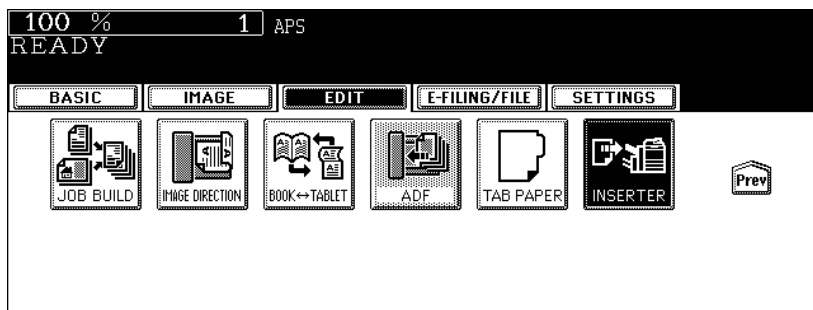 100 % 1 APS
READY
BASIC IMAGE EDIT E-FILING/FILE SETTINGS
JOB BUILD IMAGE DIRECTION BOOK↔TABLET ADF TAB PAPER INSERTER Prev